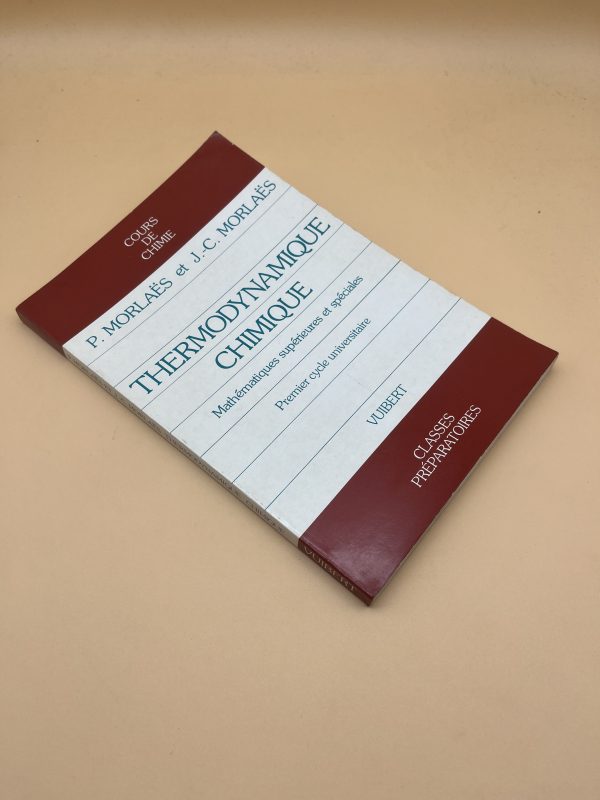 COURS
DE
CHIMIE
P. MORLAËS et J.-C. MORLAËS
THERMODYNAMIQUE
CHIMIQUE
Mathématiques supérieures et spéciales
Premier cycle universitaire
VUIBERT
CLASSES
PRÉPARATOIRES
VUIBERT